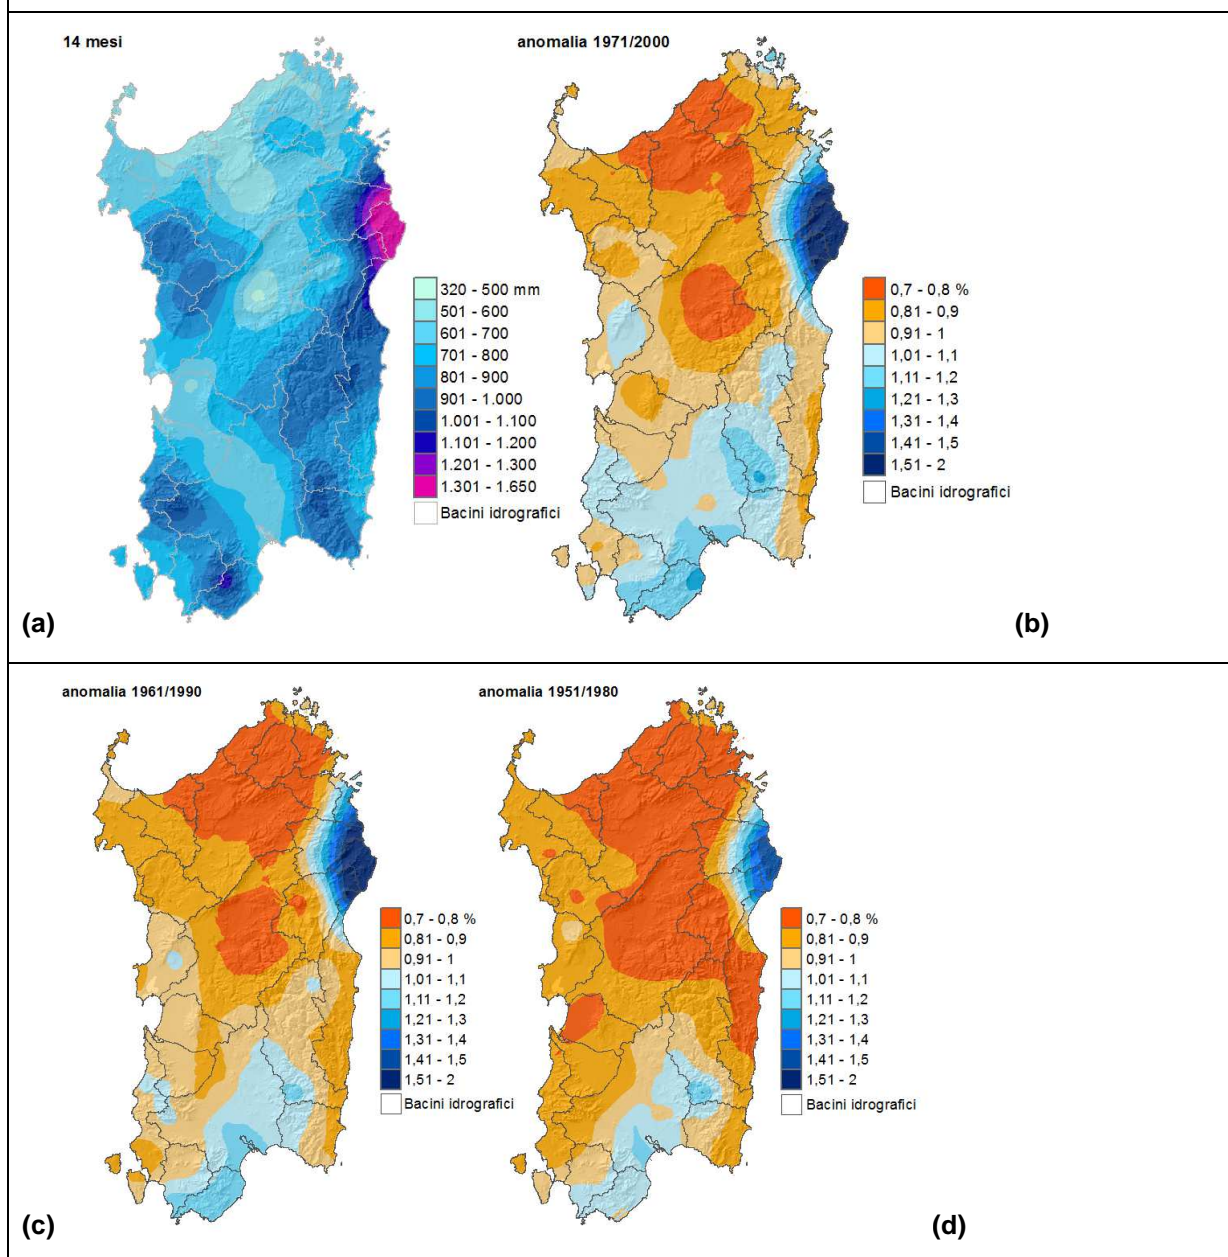 14 mesi
320 - 500 mm
501 - 600
601 - 700
701 - 800
801 - 900
901 - 1.000
1.001 - 1.100
1.101 - 1.200
1.201 - 1.300
1.301 - 1.650
Bacini idrografici
(a)
anomalia 1971/2000
0,7 - 0,8 %
0,81 - 0,9
0,91 - 1
1,01 - 1,1
1,11 - 1,2
1,21 - 1,3
1,31 - 1,4
1,41 - 1,5
1,51 - 2
Bacini idrografici
(b)
anomalia 1961/1990
0,7 - 0,8 %
0,81 - 0,9
0,91 - 1
1,01 - 1,1
1,11 - 1,2
1,21 - 1,3
1,31 - 1,4
1,41 - 1,5
1,51 - 2
Bacini idrografici
(c)
anomalia 1951/1980
0,7 - 0,8 %
0,81 - 0,9
0,91 - 1
1,01 - 1,1
1,11 - 1,2
1,21 - 1,3
1,31 - 1,4
1,41 - 1,5
1,51 - 2
Bacini idrografici
(d)